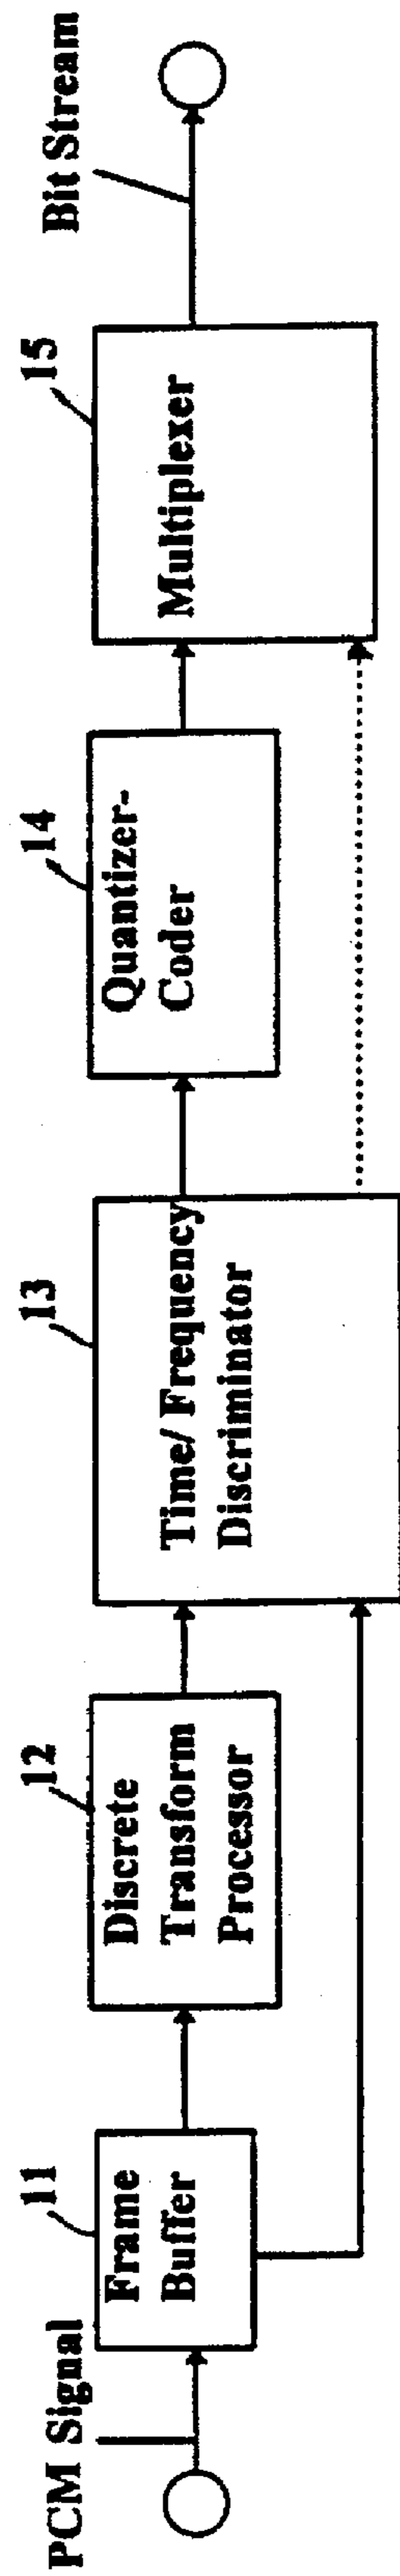 PCM Signal
11
Frame
Buffer
12
Discrete
Transform
Processor
13
Time/ Frequency
Discriminator
14
Quantizer-
Coder
15
Multiplexer
Bit Stream